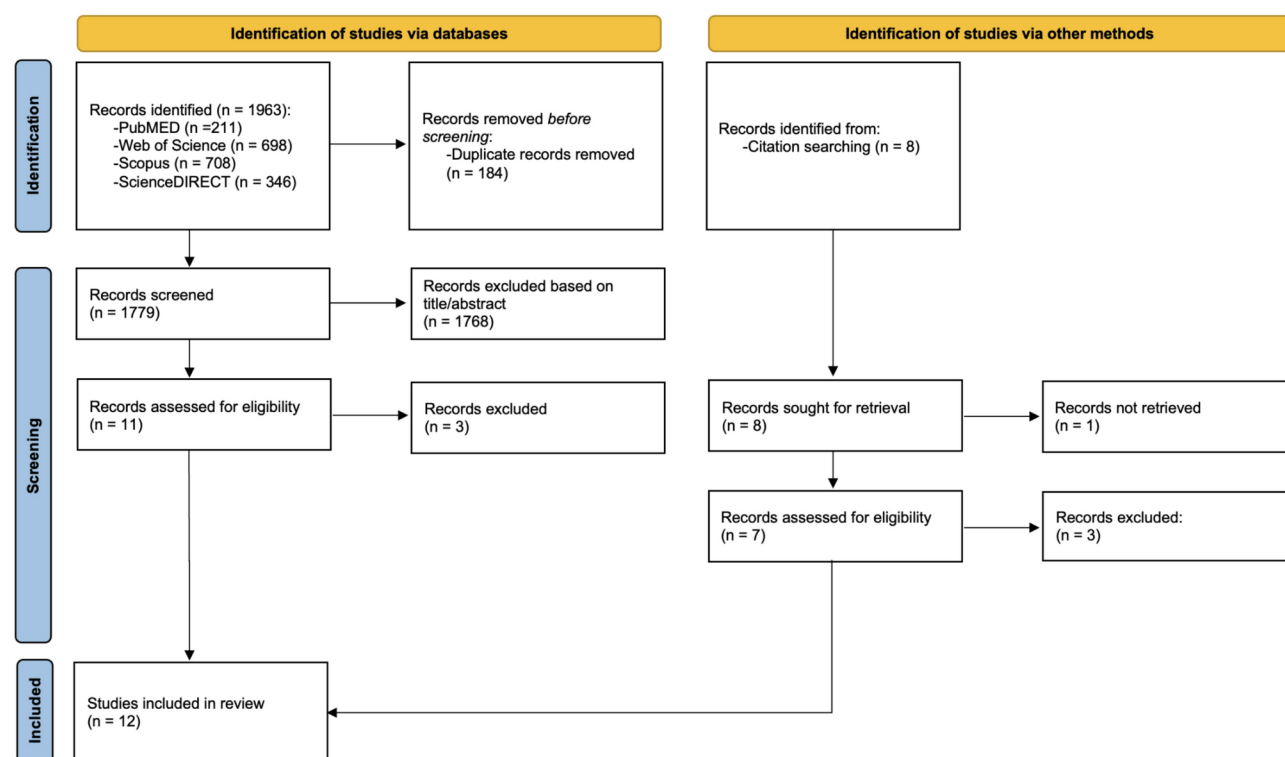 Identification of studies via databases
Identification of studies via other methods
Identification
Records identified (n = 1963):
-PubMED (n =211)
-Web of Science (n = 698)
-Scopus = 708)
-ScienceDIRECT (n = 346)
Records removed before
screening:
-Duplicate records removed
(n = 184)
Records identified from:
-Citation searching (n = 8)
Screening
Records screened
(n = 1779)
Records excluded based on
title/abstract
(n = 1768)
Records assessed for eligibility
(n = 11)
Records excluded
(n = 3)
Records sought for retrieval
(n = 8)
Records not retrieved
(n = 1)
Records assessed for eligibility
(n = 7)
Records excluded:
(n = 3)
Included
Studies included in review
(n = 12)